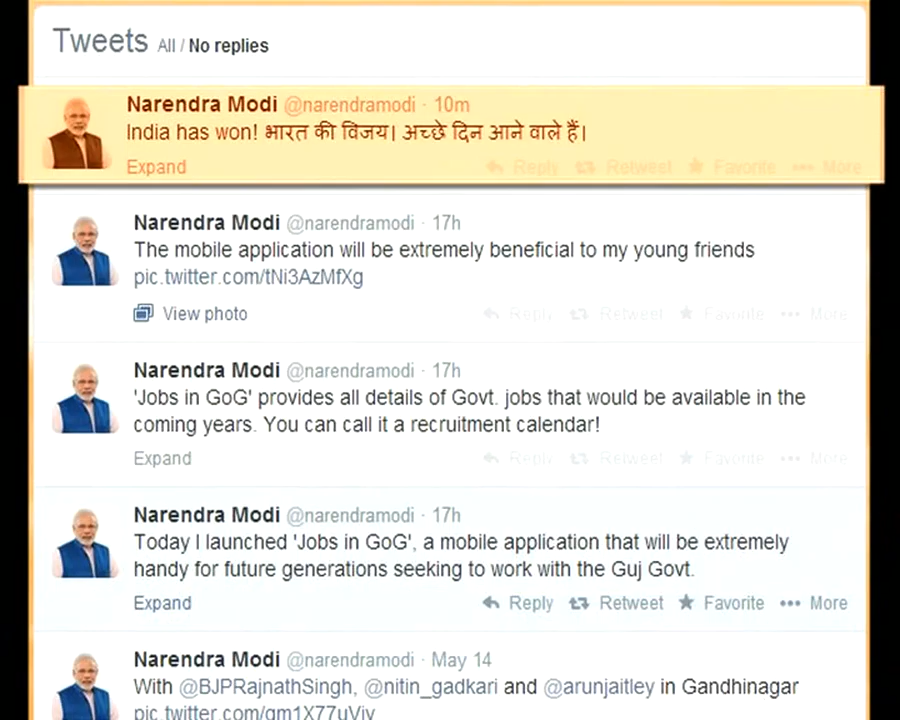 Tweets All / No replies
Narendra Modi @narendramodi · 10m
India has won! भारत की विजय। अच्छे दिन आने वाले हैं।
Expand Reply Retweet Favorite More
Narendra Modi @narendramodi · 17h
The mobile application will be extremely beneficial to my young friends
pic.twitter.com/tNi3AzMfXg
View photo Reply Retweet Favorite More
Narendra Modi @narendramodi · 17h
'Jobs in GoG' provides all details of Govt. jobs that would be available in the
coming years. You can call it a recruitment calendar!
Expand Reply Retweet Favorite More
Narendra Modi @narendramodi · 17h
Today I launched 'Jobs in GoG', a mobile application that will be extremely
handy for future generations seeking to work with the Guj Govt.
Expand Reply Retweet Favorite More
Narendra Modi @narendramodi · May 14
With @BJPRajnathSingh, @nitin_gadkari and @arunjaitley in Gandhinagar